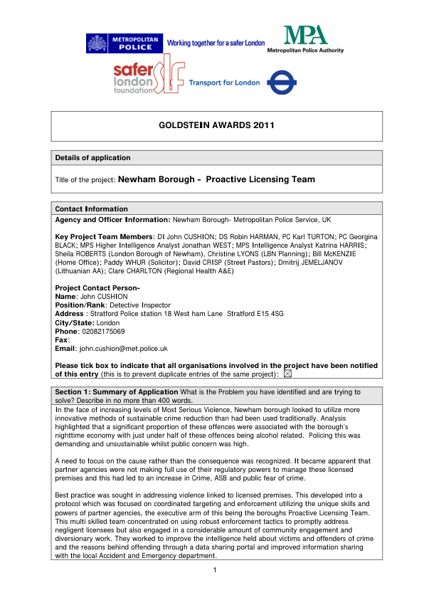 METROPOLITAN
POLICE
Working together for a safer London
MPA
Metropolitan Police Authority
safer
london
foundation
Transport for London
GOLDSTEIN AWARDS 2011
Details of application
Title of the project: Newham Borough - Proactive Licensing Team
Contact Information
Agency and Officer Information: Newham Borough- Metropolitan Police Service, UK
Key Project Team Members: DI John CUSHION; DS Robin HARMAN, PC Karl TURTON; PC Georgina
BLACK; MPS Higher Intelligence Analyst Jonathan WEST; MPS Intelligence Analyst Katrina HARRIS;
Sheila ROBERTS (London Borough of Newham), Christine LYONS (LBN Planning); Bill McKENZIE
(Home Office); Paddy WHUR (Solicitor); David CRISP (Street Pastors); Dmitrij JEMELJANOV
(Lithuanian AA); Clare CHARLTON (Regional Health A&E)
Project Contact Person-
Name: John CUSHION
Position/Rank: Detective Inspector
Address : Stratford Police station 18 West ham Lane Stratford E15 4SG
City/State: London
Phone: 02082175069
Fax:
Email: john.cushion@met.police.uk
Please tick box to indicate that all organisations involved in the project have been notified
of this entry (this is to prevent duplicate entries of the same project): ☒
Section 1: Summary of Application What is the Problem you have identified and are trying to
solve? Describe in no more than 400 words.
In the face of increasing levels of Most Serious Violence, Newham borough looked to utilize more
innovative methods of sustainable crime reduction than had been used traditionally. Analysis
highlighted that a significant proportion of these offences were associated with the borough's
nighttime economy with just under half of these offences being alcohol related. Policing this was
demanding and unsustainable whilst public concern was high.
A need to focus on the cause rather than the consequence was recognized. It became apparent that
partner agencies were not making full use of their regulatory powers to manage these licensed
premises and this had led to an increase in Crime, ASB and public fear of crime.
Best practice was sought in addressing violence linked to licensed premises. This developed into a
protocol which was focused on coordinated targeting and enforcement utilizing the unique skills and
powers of partner agencies, the executive arm of this being the boroughs Proactive Licensing Team.
This multi skilled team concentrated on using robust enforcement tactics to promptly address
negligent licensees but also engaged in a considerable amount of community engagement and
diversionary work. They worked to improve the intelligence held about victims and offenders of crime
and the reasons behind offending through a data sharing portal and improved information sharing
with the local Accident and Emergency department.
1